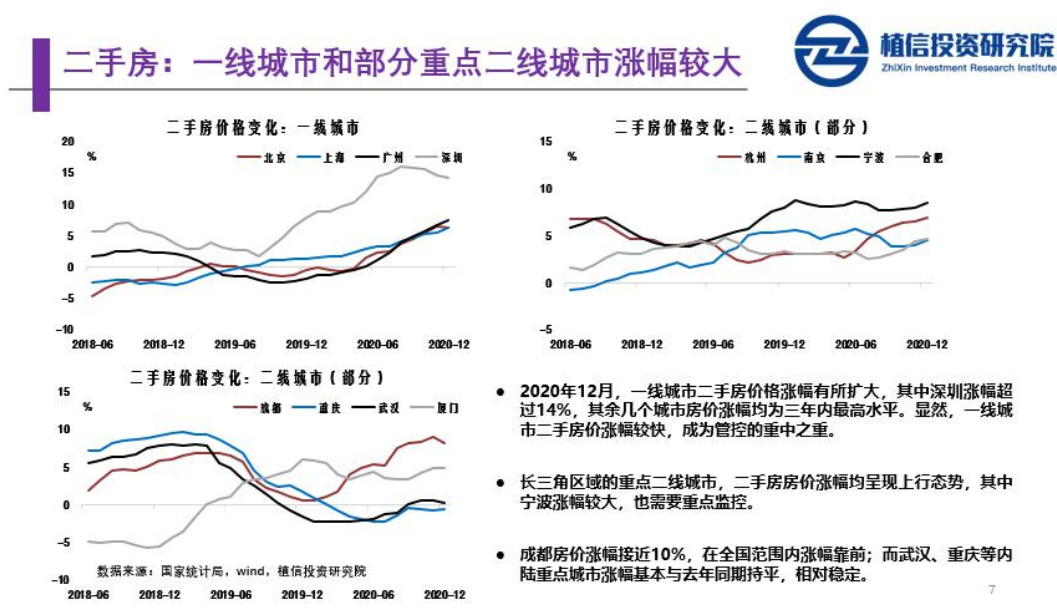 二手房：一线城市和部分重点二线城市涨幅较大
植信投资研究院
ZhiXin Investment Research Institute
二手房价格变化：一线城市
%
北京 上海 广州 深圳
20
15
10
5
0
-5
-10
2018-06 2018-12 2019-06 2019-12 2020-06 2020-12
二手房价格变化：二线城市（部分）
%
杭州 南京 宁波 合肥
15
10
5
0
-5
2018-06 2018-12 2019-06 2019-12 2020-06 2020-12
二手房价格变化：二线城市（部分）
%
成都 重庆 武汉 厦门
15
10
5
0
-5
-10
数据来源：国家统计局，wind，植信投资研究院
2018-06 2018-12 2019-06 2019-12 2020-06 2020-12
● 2020年12月，一线城市二手房价格涨幅有所扩大，其中深圳涨幅超
过14%，其余几个城市房价涨幅均为三年内最高水平。显然，一线城
市二手房价涨幅较快，成为管控的重中之重。
● 长三角区域的重点二线城市，二手房房价涨幅均呈现上行态势，其中
宁波涨幅较大，也需要重点监控。
● 成都房价涨幅接近10%，在全国范围内涨幅靠前；而武汉、重庆等内
陆重点城市涨幅基本与去年同期持平，相对稳定。
7